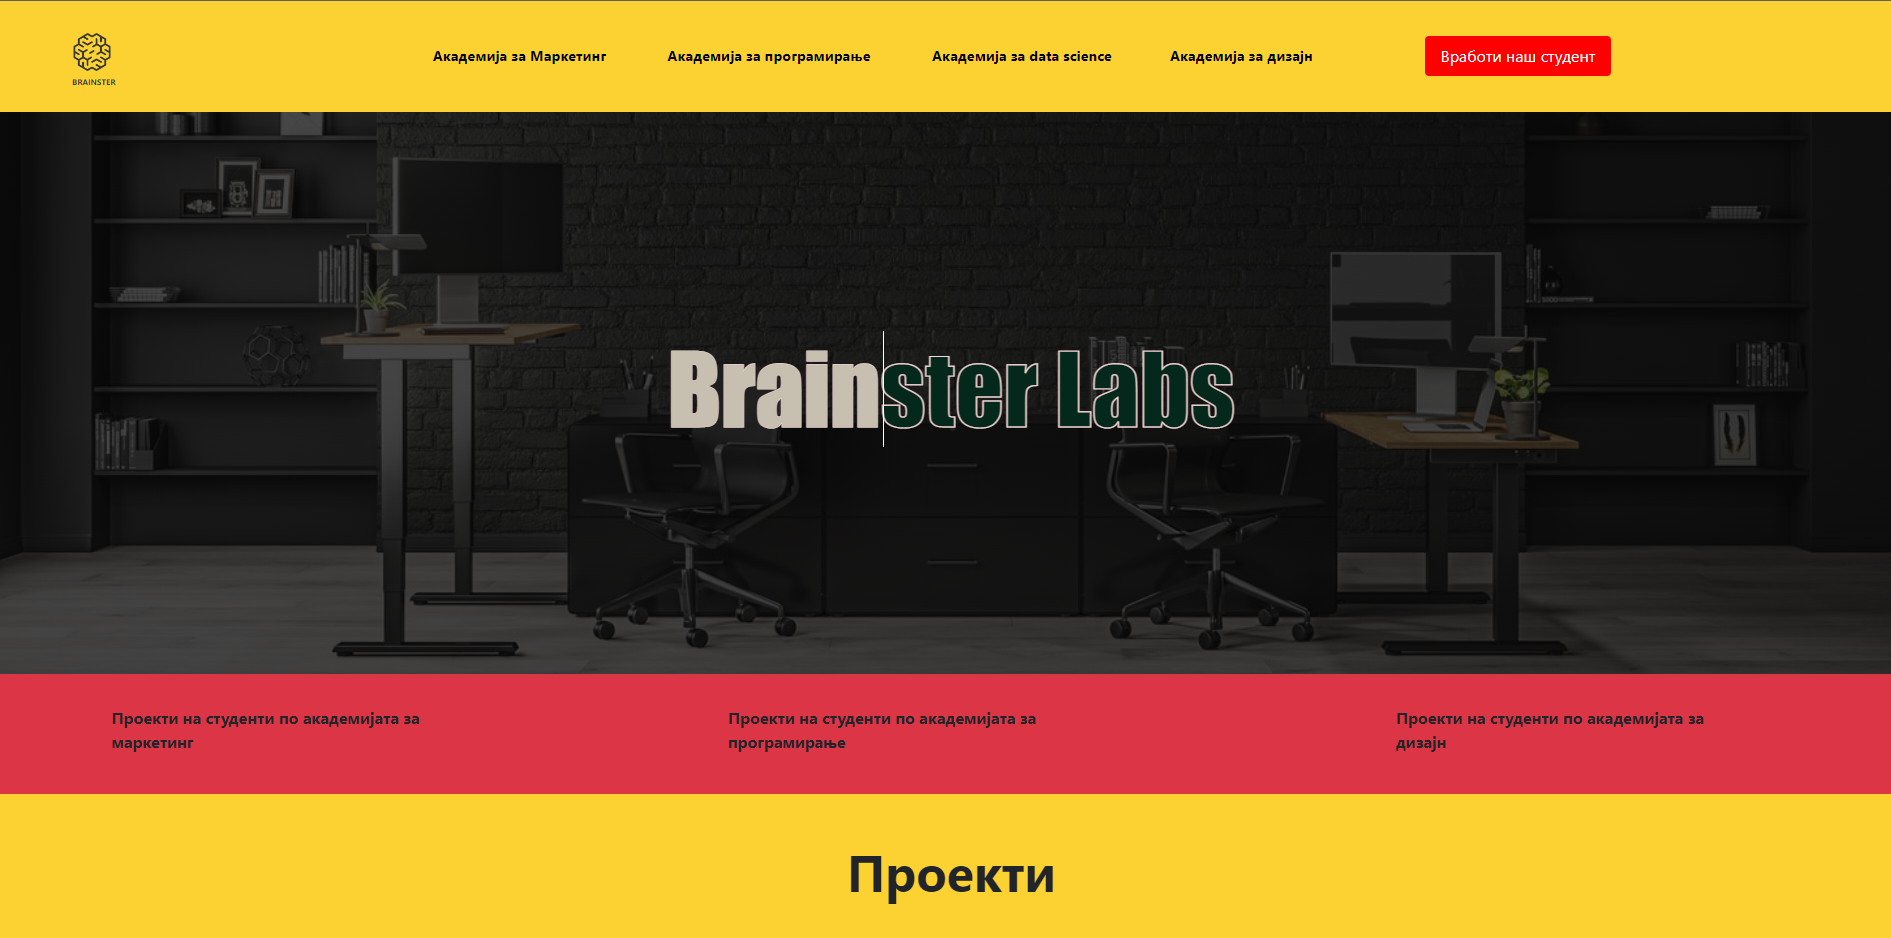 BRAINSTER
Академија за Маркетинг
Академија за програмирање
Академија за data science
Академија за дизајн
Вработи наш студент
Brainster Labs
Проекти на студенти по академијата за
маркетинг
Проекти на студенти по академијата за
програмирање
Проекти на студенти по академијата за
дизајн
Проекти